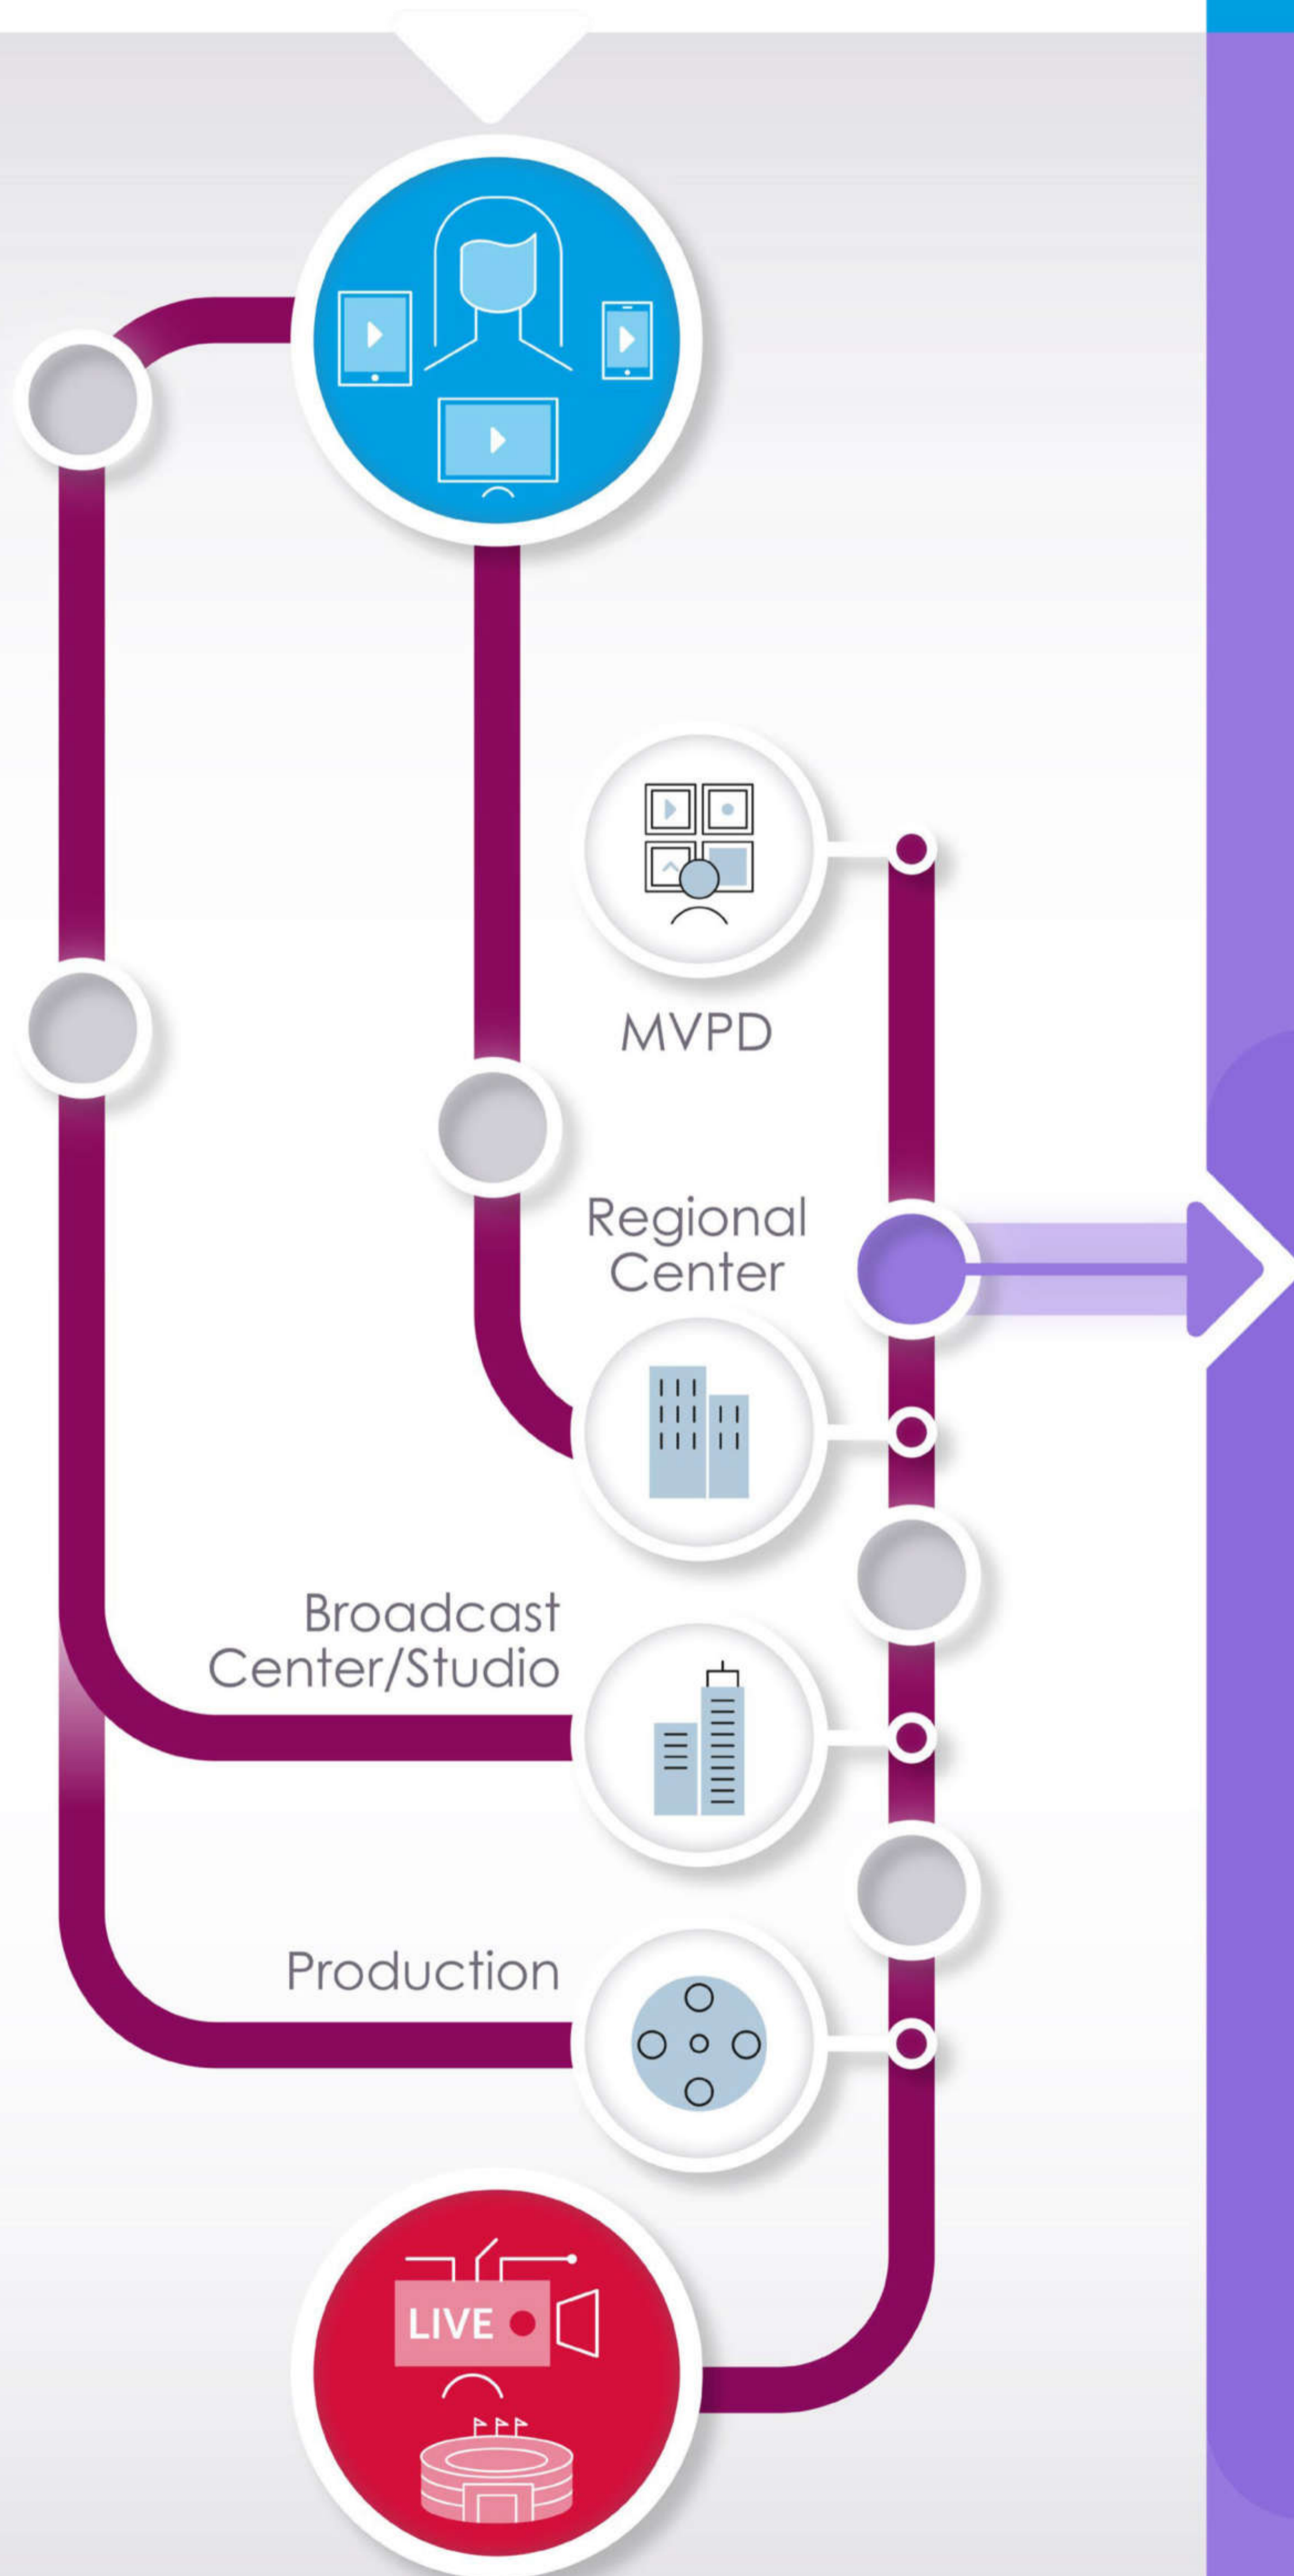 MVPD
Regional
Center
Broadcast
Center/Studio
Production
LIVE